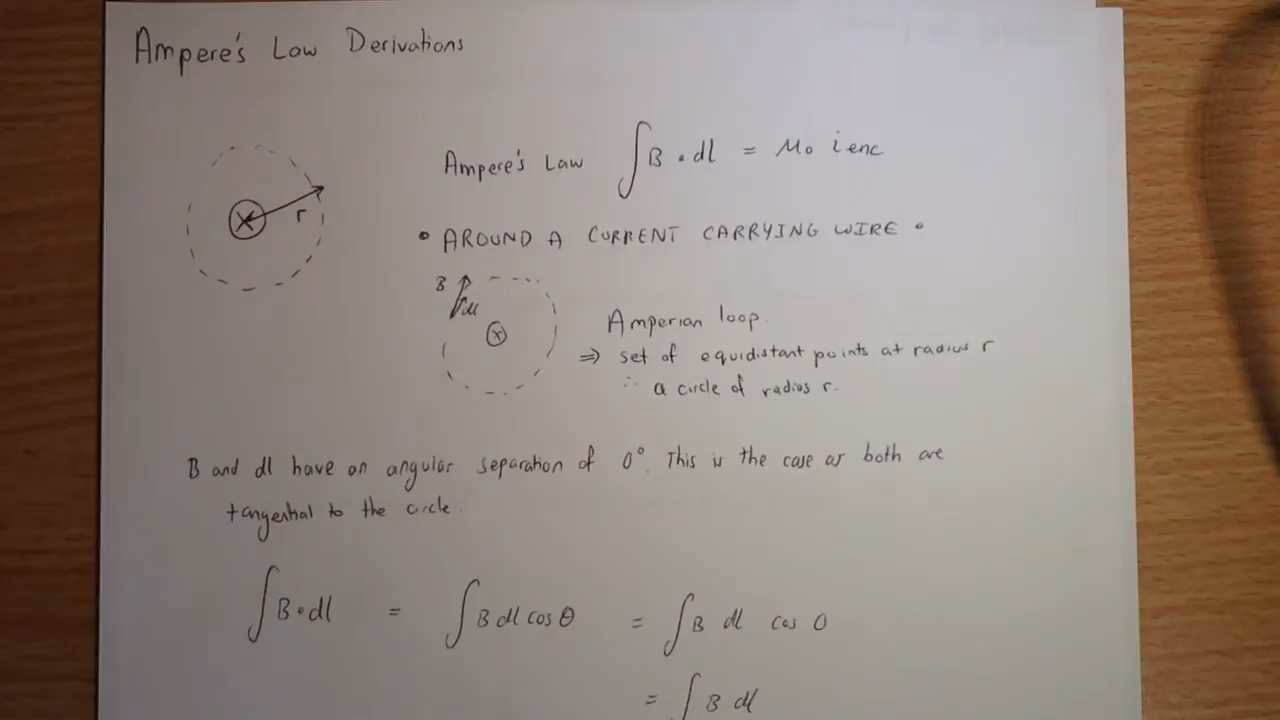 Ampere's Law Derivations
Ampere's Law ∫B • dl = μ₀ i enc
r
• AROUND A CURRENT CARRYING WIRE •
B
dl
Amperian loop.
⇒ set of equidistant points at radius r
∴ a circle of radius r.
B and dl have an angular separation of 0°. This is the case as both are
tangential to the circle.
∫B • dl = ∫B dl cos θ = ∫B dl cos 0
= ∫B dl